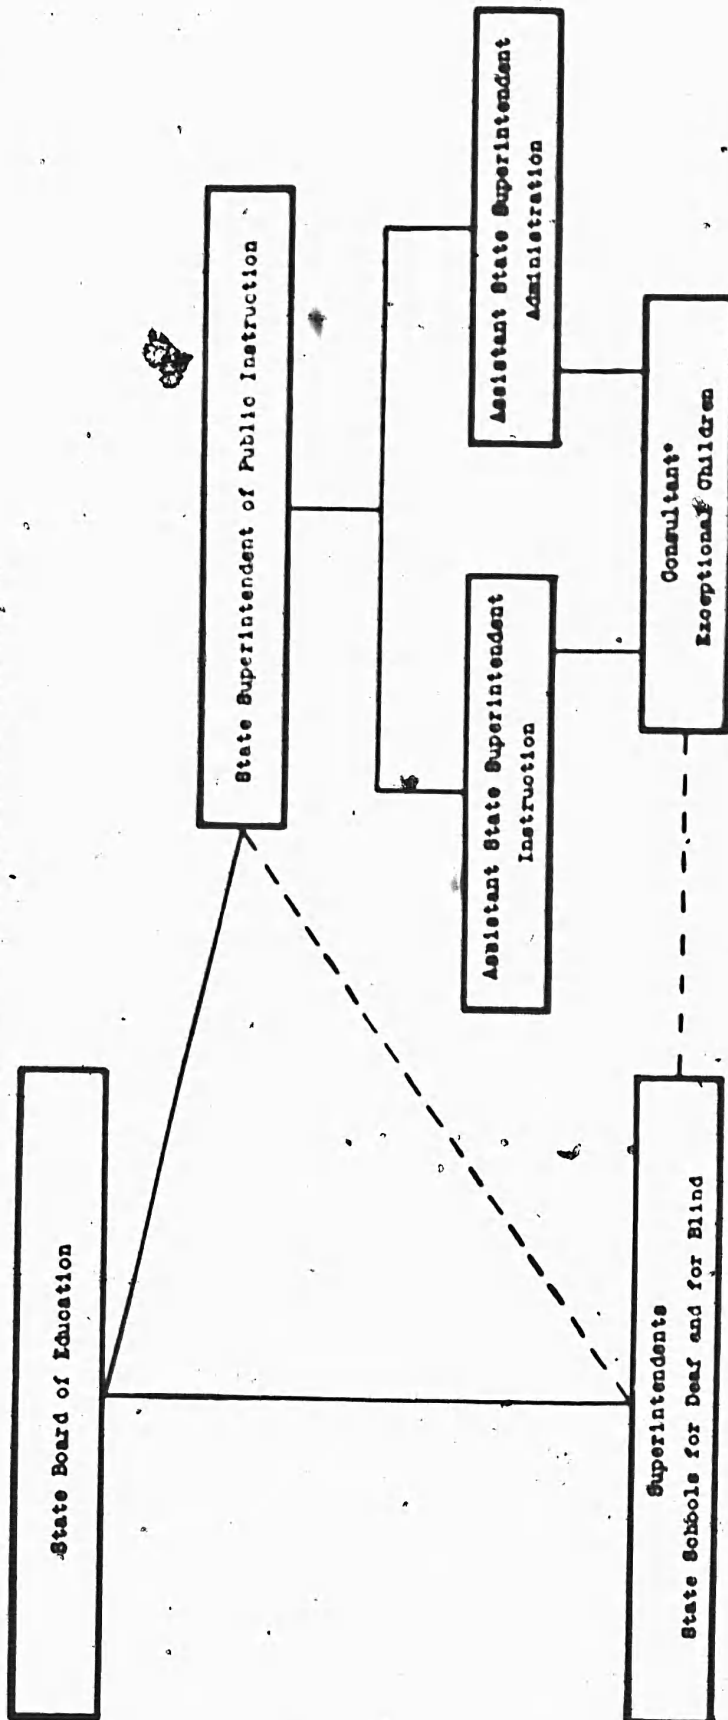 State Board of Education
State Superintendent of Public Instruction
Assistant State Superintendent
Instruction
Assistant State Superintendent
Administration
Superintendents
State Schools for Deaf and for Blind
Consultant*
Exceptional Children